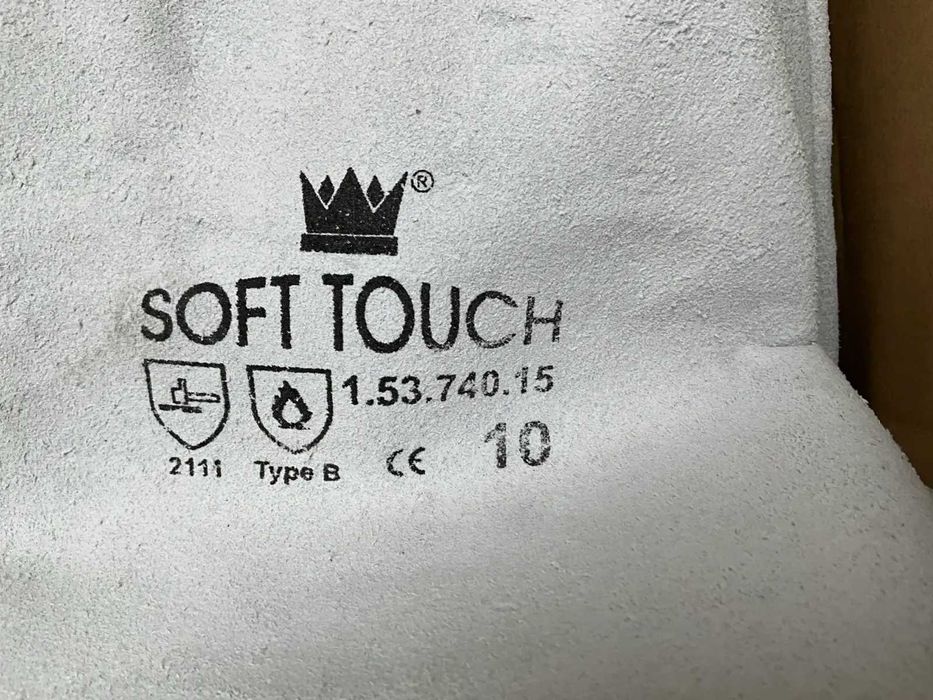 ®
SOFT TOUCH
1.53.740.15
2111 Type B CE 10